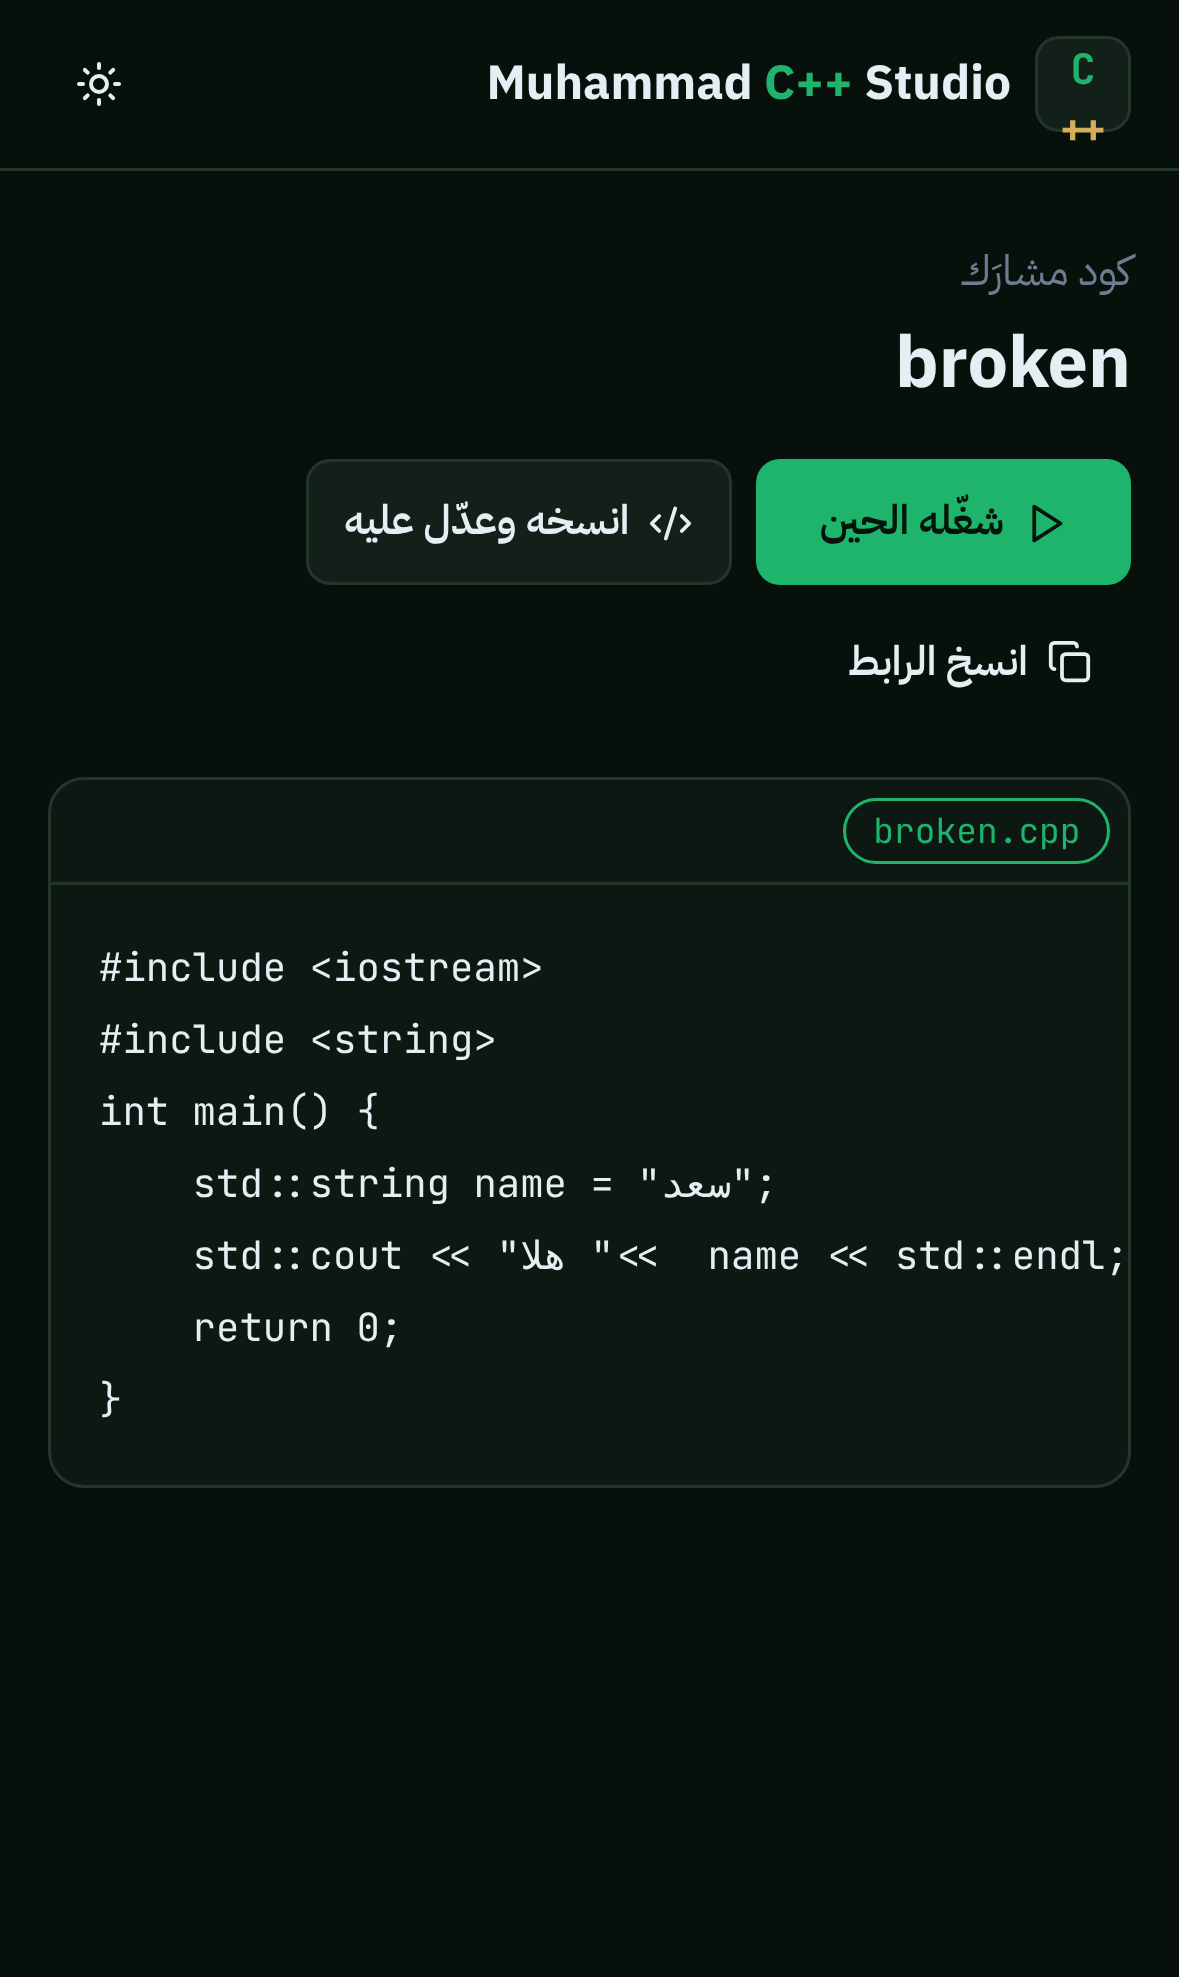 C
++
Muhammad C++ Studio
كود مشارَك
broken
شغّله الحين
انسخه وعدّل عليه
انسخ الرابط
broken.cpp
#include <iostream>
#include <string>
int main() {
    std::string name = "سعد";
    std::cout << "هلا "<<  name << std::endl;
    return 0;
}